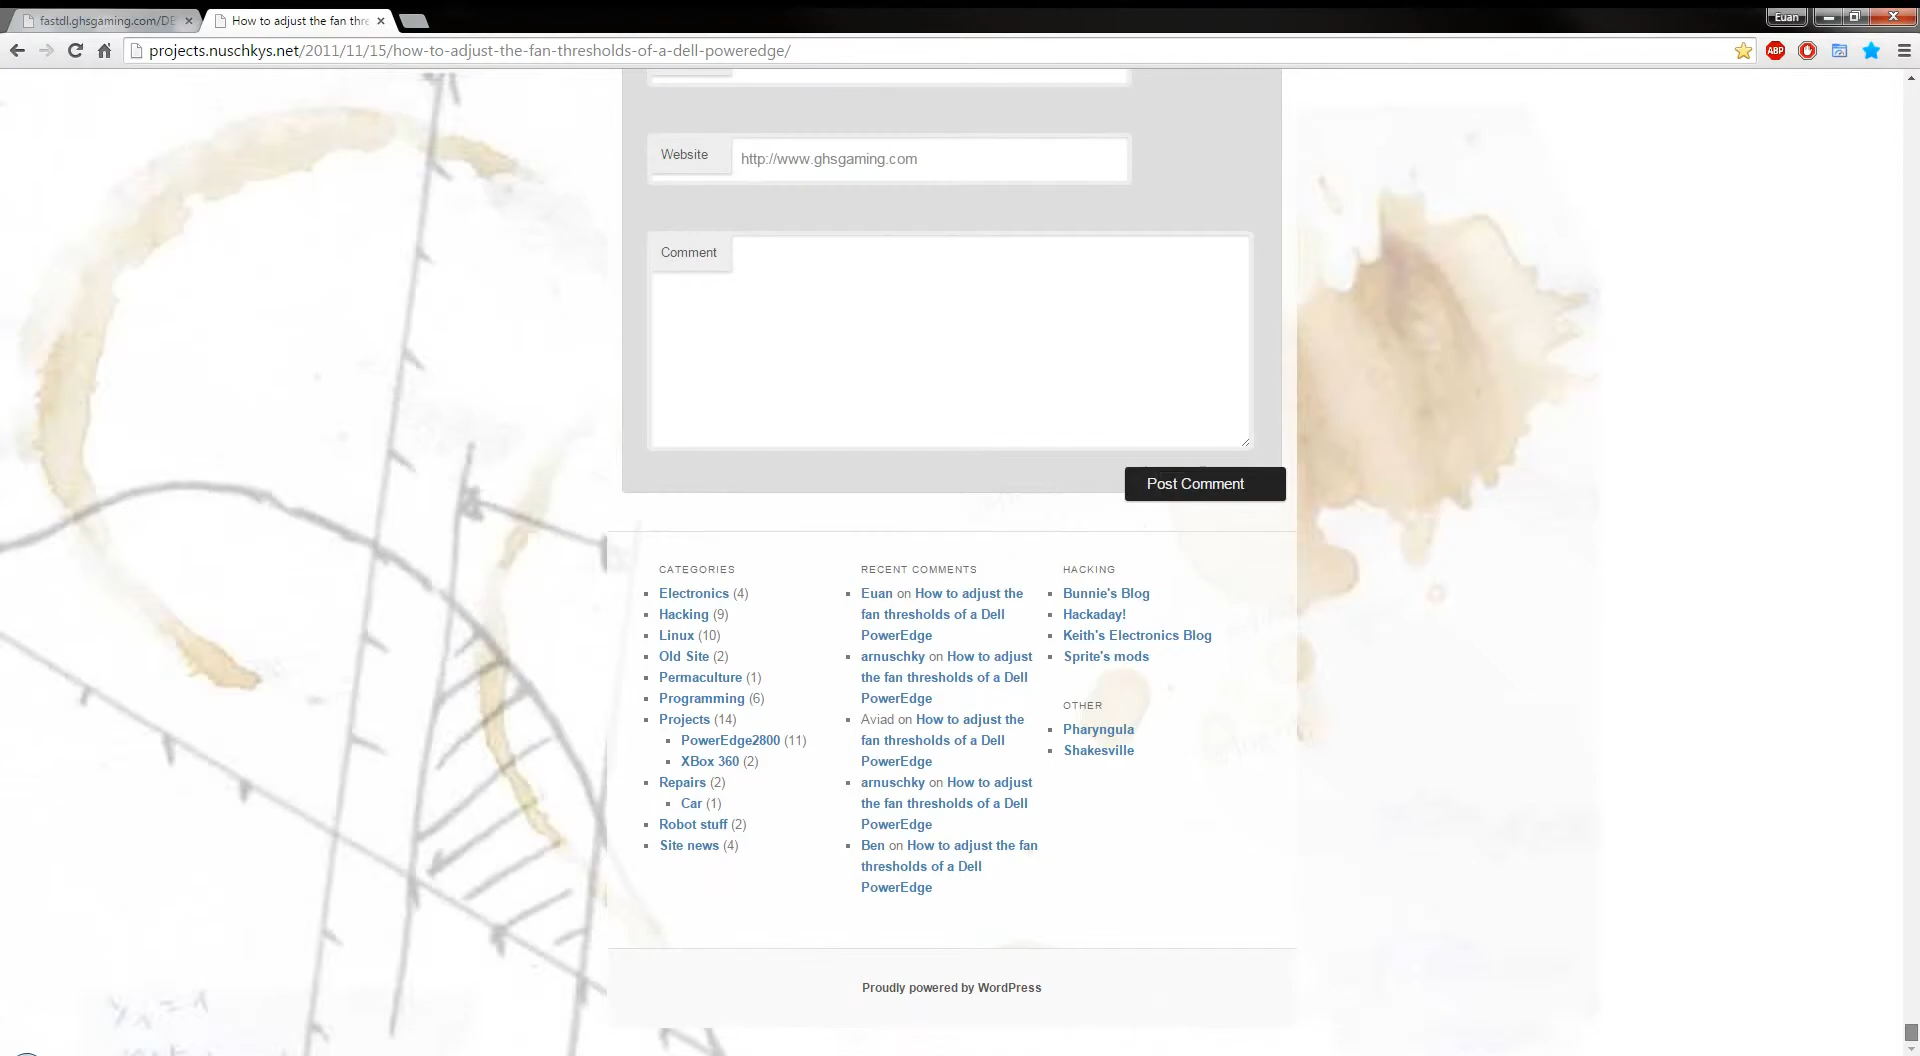 fastdl.ghsgaming.com/DE
How to adjust the fan thre
Euan
projects.nuschkys.net/2011/11/15/how-to-adjust-the-fan-thresholds-of-a-dell-poweredge/
ABP
Website
http://www.ghsgaming.com
Comment
Post Comment
CATEGORIES
Electronics (4)
Hacking (9)
Linux (10)
Old Site (2)
Permaculture (1)
Programming (6)
Projects (14)
PowerEdge2800 (11)
XBox 360 (2)
Repairs (2)
Car (1)
Robot stuff (2)
Site news (4)
RECENT COMMENTS
Euan on How to adjust the
fan thresholds of a Dell
PowerEdge
arnuschky on How to adjust
the fan thresholds of a Dell
PowerEdge
Aviad on How to adjust the
fan thresholds of a Dell
PowerEdge
arnuschky on How to adjust
the fan thresholds of a Dell
PowerEdge
Ben on How to adjust the fan
thresholds of a Dell
PowerEdge
HACKING
Bunnie's Blog
Hackaday!
Keith's Electronics Blog
Sprite's mods
OTHER
Pharyngula
Shakesville
Proudly powered by WordPress